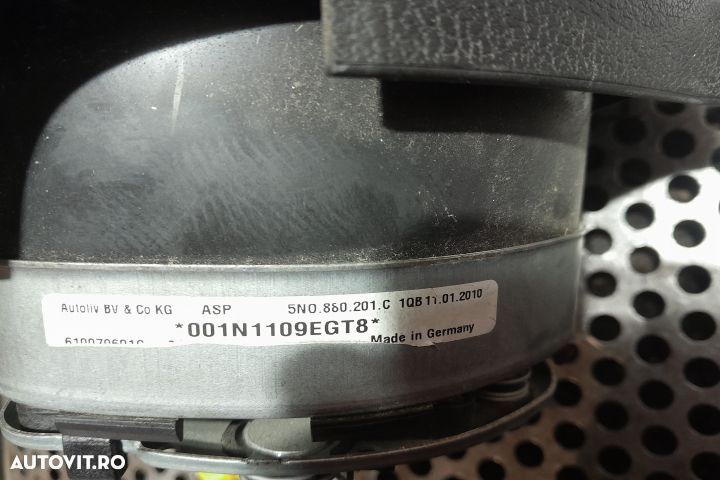 Autoliv BV & Co KG ASP 5N0.880.201.C 1QB 11.01.2010
*001N1109EGT8*
Made in Germany
AUTOVIT.RO